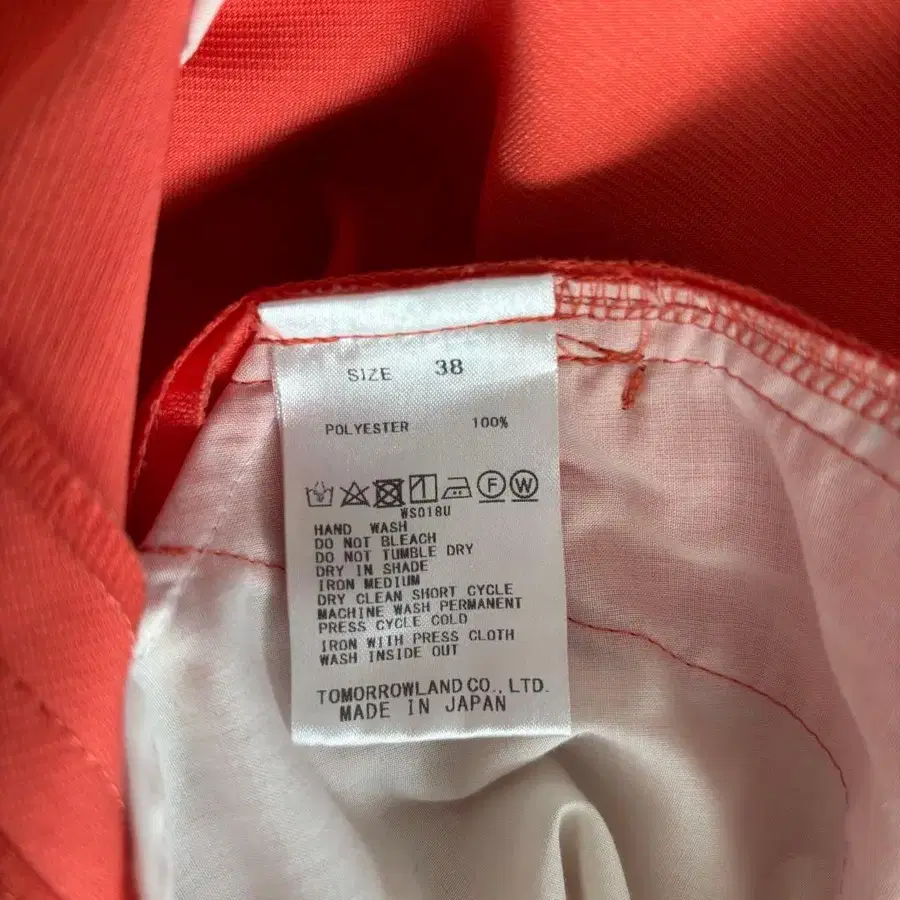 SIZE 38
POLYESTER 100%
F W
WS018U
HAND WASH
DO NOT BLEACH
DO NOT TUMBLE DRY
DRY IN SHADE
IRON MEDIUM
DRY CLEAN SHORT CYCLE
MACHINE WASH PERMANENT
PRESS CYCLE COLD
IRON WITH PRESS CLOTH
WASH INSIDE OUT
TOMORROWLAND CO., LTD.
MADE IN JAPAN